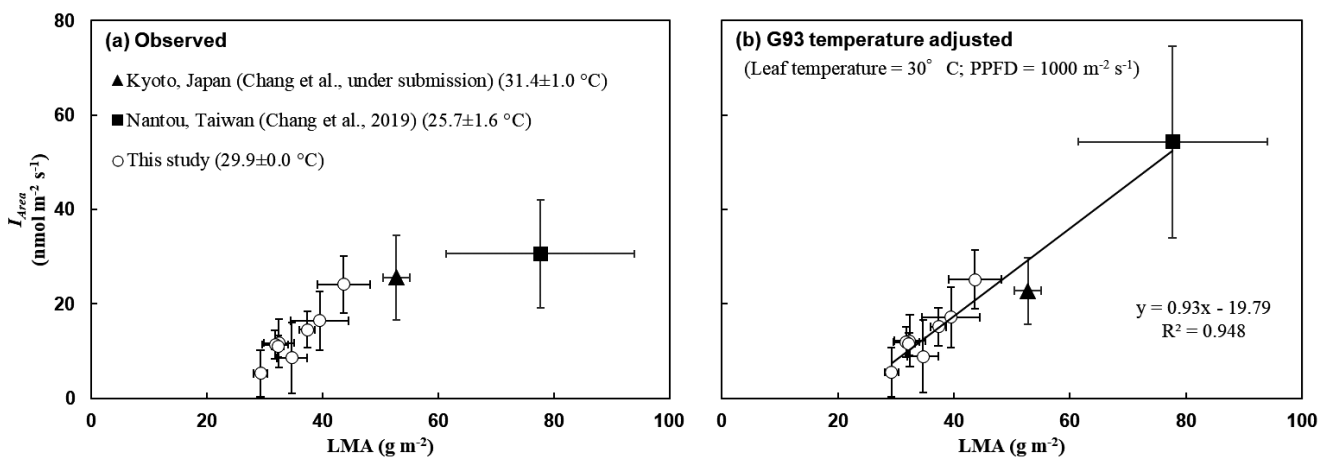 (a) Observed
▲ Kyoto, Japan (Chang et al., under submission) (31.4±1.0 °C)
■ Nantou, Taiwan (Chang et al., 2019) (25.7±1.6 °C)
○ This study (29.9±0.0 °C)
I_Area
(nmol m⁻² s⁻¹)
80
60
40
20
0
0 20 40 60 80 100
LMA (g m⁻²)
(b) G93 temperature adjusted
(Leaf temperature = 30° C; PPFD = 1000 m⁻² s⁻¹)
y = 0.93x - 19.79
R² = 0.948
0 20 40 60 80 100
LMA (g m⁻²)